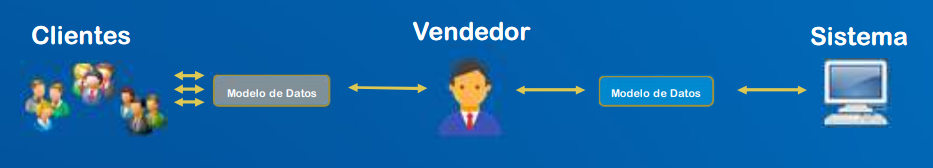 Clientes
Vendedor
Sistema
Modelo de Datos
Modelo de Datos